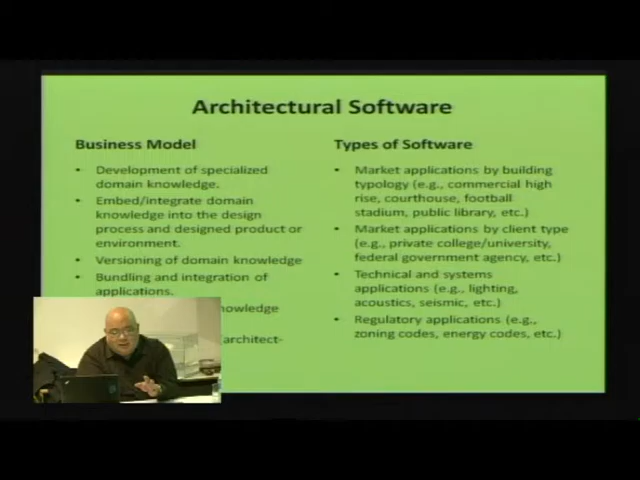 Architectural Software
Business Model
• Development of specialized
domain knowledge.
• Embed/integrate domain
knowledge into the design
process and designed product or
environment.
• Versioning of domain knowledge
• Bundling and integration of
applications.
nowledge
architect-
Types of Software
• Market applications by building
typology (e.g., commercial high
rise, courthouse, football
stadium, public library, etc.)
• Market applications by client type
(e.g., private college/university,
federal government agency, etc.)
• Technical and systems
applications (e.g., lighting,
acoustics, seismic, etc.)
• Regulatory applications (e.g.,
zoning codes, energy codes, etc.)